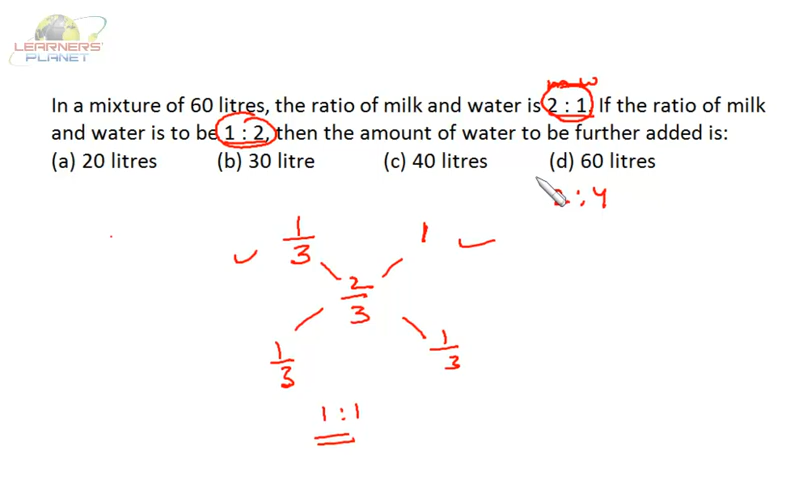 LEARNERS'
PLANET
m w
In a mixture of 60 litres, the ratio of milk and water is 2 : 1. If the ratio of milk
and water is to be 1 : 2, then the amount of water to be further added is:
(a) 20 litres (b) 30 litre (c) 40 litres (d) 60 litres
2 : 4
1/3 1
2/3
1/3 1/3
1 : 1